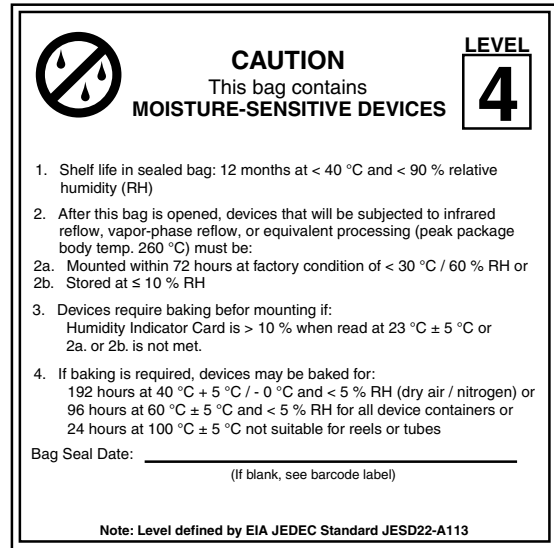 LEVEL
CAUTION
4
This bag contains
MOISTURE-SENSITIVE DEVICES
1. Shelf life in sealed bag: 12 months at < 40 °C and < 90 % relative
humidity (RH)
2. After this bag is opened, devices that will be subjected to infrared
reflow, vapor-phase reflow, or equivalent processing (peak package
body temp. 260 °C) must be:
2a. Mounted within 72 hours at factory condition of < 30 °C / 60 % RH or
2b. Stored at ≤ 10 % RH
3. Devices require baking befor mounting if:
Humidity Indicator Card is > 10 % when read at 23 °C ± 5 °C or
2a. or 2b. is not met.
4. If baking is required, devices may be baked for:
192 hours at 40 °C + 5 °C / - 0 °C and < 5 % RH (dry air / nitrogen) or
96 hours at 60 °C ± 5 °C and < 5 % RH for all device containers or
24 hours at 100 °C ± 5 °C not suitable for reels or tubes
Bag Seal Date:
(If blank, see barcode label)
Note: Level defined by EIA JEDEC Standard JESD22-A113